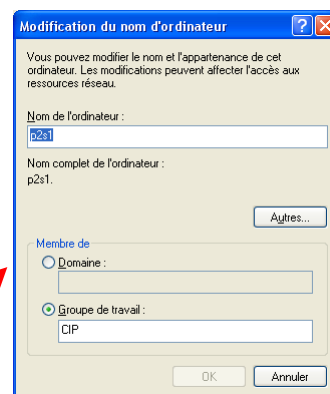 Modification du nom d'ordinateur
Vous pouvez modifier le nom et l'appartenance de cet
ordinateur. Les modifications peuvent affecter l'accès aux
ressources réseau.
Nom de l'ordinateur :
p2s1
Nom complet de l'ordinateur :
p2s1.
Autres...
Membre de
Domaine :
Groupe de travail :
CIP
OK
Annuler